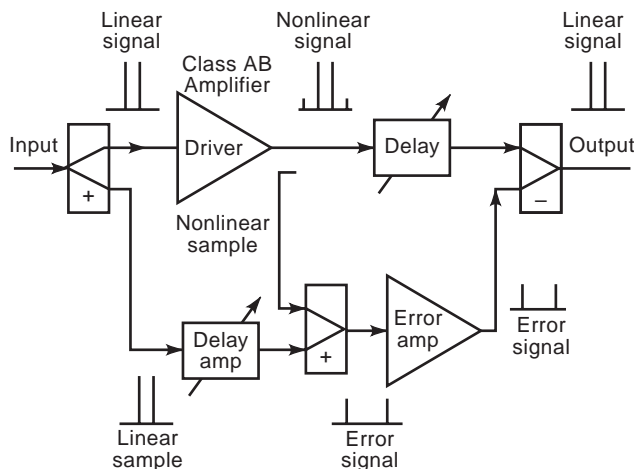 Linear
signal
Nonlinear
signal
Linear
signal
Class AB
Amplifier
Input
Driver
Delay
Output
+
–
Nonlinear
sample
Delay
amp
+
Error
amp
Error
signal
Linear
sample
Error
signal